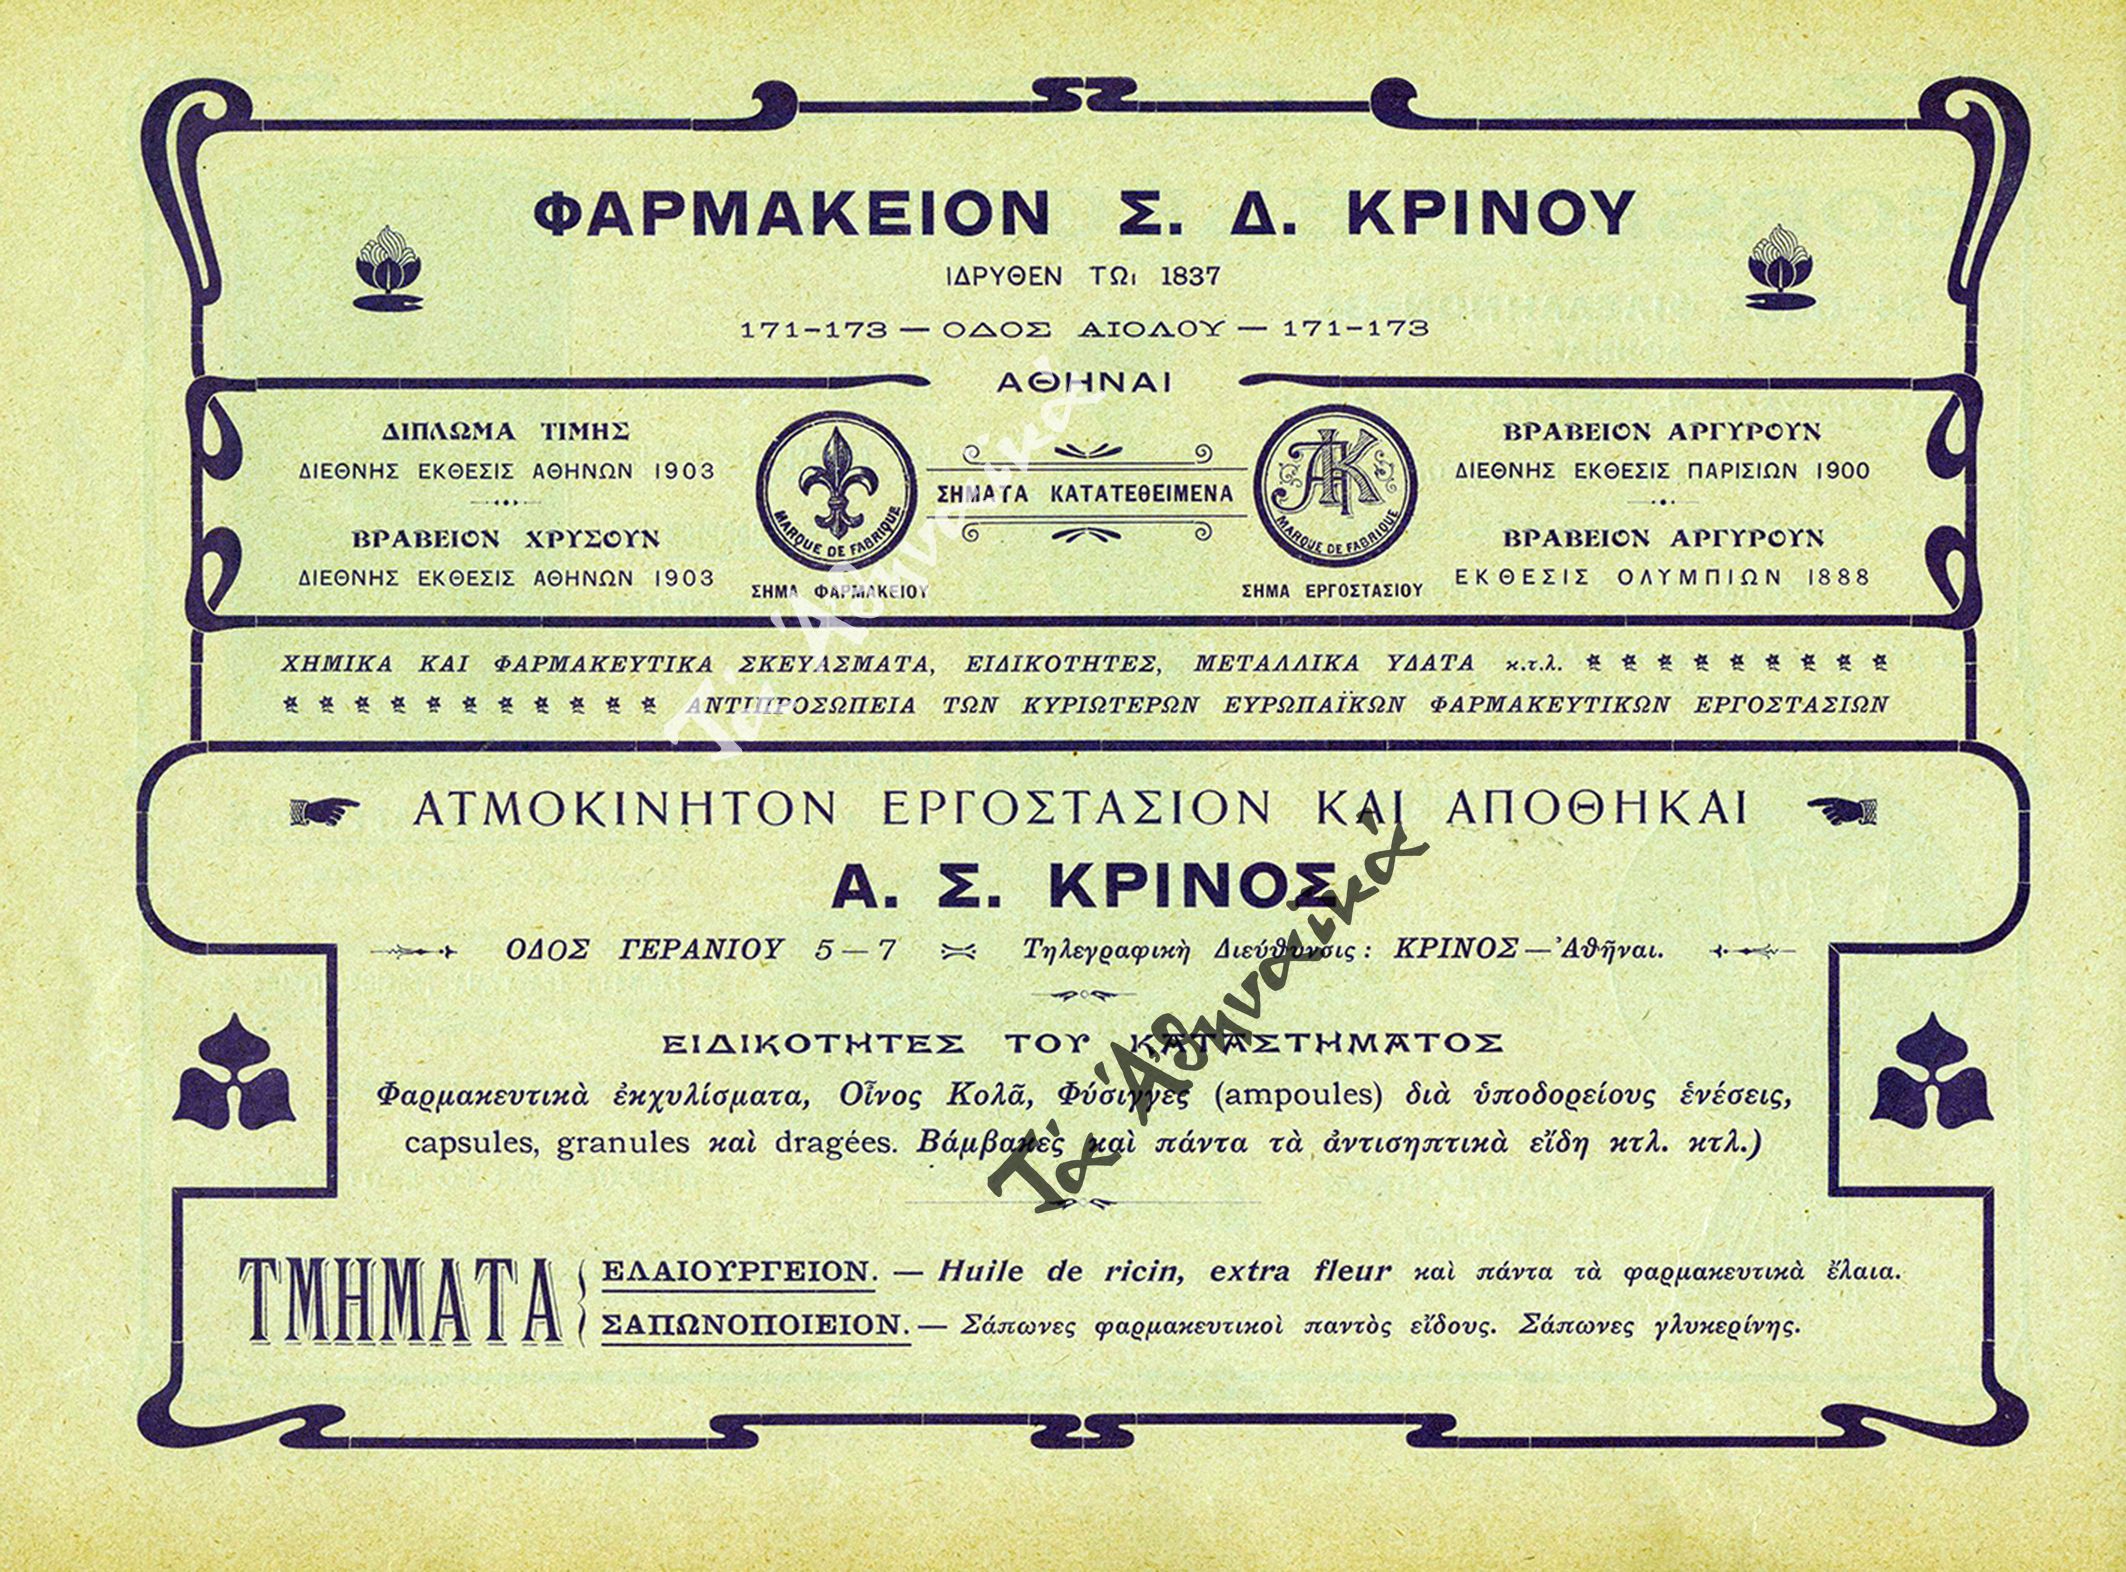 ΦΑΡΜΑΚΕΙΟΝ Σ. Δ. ΚΡΙΝΟΥ
ΙΔΡΥΘΕΝ ΤΩι 1837
171-173 — ΟΔΟΣ ΑΙΟΛΟΥ — 171-173
ΑΘΗΝΑΙ
ΔΙΠΛΩΜΑ ΤΙΜΗΣ
ΔΙΕΘΝΗΣ ΕΚΘΕΣΙΣ ΑΘΗΝΩΝ 1903
ΒΡΑΒΕΙΟΝ ΧΡΥΣΟΥΝ
ΔΙΕΘΝΗΣ ΕΚΘΕΣΙΣ ΑΘΗΝΩΝ 1903
MARQUE DE FABRIQUE
ΣΗΜΑ ΦΑΡΜΑΚΕΙΟΥ
ΣΗΜΑΤΑ ΚΑΤΑΤΕΘΕΙΜΕΝΑ
ΑΚ
MARQUE DE FABRIQUE
ΣΗΜΑ ΕΡΓΟΣΤΑΣΙΟΥ
ΒΡΑΒΕΙΟΝ ΑΡΓΥΡΟΥΝ
ΔΙΕΘΝΗΣ ΕΚΘΕΣΙΣ ΠΑΡΙΣΙΩΝ 1900
ΒΡΑΒΕΙΟΝ ΑΡΓΥΡΟΥΝ
ΕΚΘΕΣΙΣ ΟΛΥΜΠΙΩΝ 1888
ΧΗΜΙΚΑ ΚΑΙ ΦΑΡΜΑΚΕΥΤΙΚΑ ΣΚΕΥΑΣΜΑΤΑ, ΕΙΔΙΚΟΤΗΤΕΣ, ΜΕΤΑΛΛΙΚΑ ΥΔΑΤΑ κ.τ.λ.
ΑΝΤΙΠΡΟΣΩΠΕΙΑ ΤΩΝ ΚΥΡΙΩΤΕΡΩΝ ΕΥΡΩΠΑΪΚΩΝ ΦΑΡΜΑΚΕΥΤΙΚΩΝ ΕΡΓΟΣΤΑΣΙΩΝ
Τὰ Ἀθηναϊκά
ΑΤΜΟΚΙΝΗΤΟΝ ΕΡΓΟΣΤΑΣΙΟΝ ΚΑΙ ΑΠΟΘΗΚΑΙ
Α. Σ. ΚΡΙΝΟΣ
ΟΔΟΣ ΓΕΡΑΝΙΟΥ 5 — 7 Τηλεγραφικὴ Διεύθυνσις : ΚΡΙΝΟΣ — Ἀθῆναι.
ΕΙΔΙΚΟΤΗΤΕΣ ΤΟΥ ΚΑΤΑΣΤΗΜΑΤΟΣ
Φαρμακευτικὰ ἐκχυλίσματα, Οἶνος Κολᾶ, Φύσιγγες (ampoules) διὰ ὑποδορείους ἐνέσεις,
capsules, granules καὶ dragées. Βάμβακες καὶ πάντα τὰ ἀντισηπτικὰ εἴδη κτλ. κτλ.)
Τὰ Ἀθηναϊκά
ΤΜΗΜΑΤΑ
ΕΛΑΙΟΥΡΓΕΙΟΝ. — Huile de ricin, extra fleur καὶ πάντα τὰ φαρμακευτικὰ ἔλαια.
ΣΑΠΩΝΟΠΟΙΕΙΟΝ. — Σάπωνες φαρμακευτικοὶ παντὸς εἴδους. Σάπωνες γλυκερίνης.